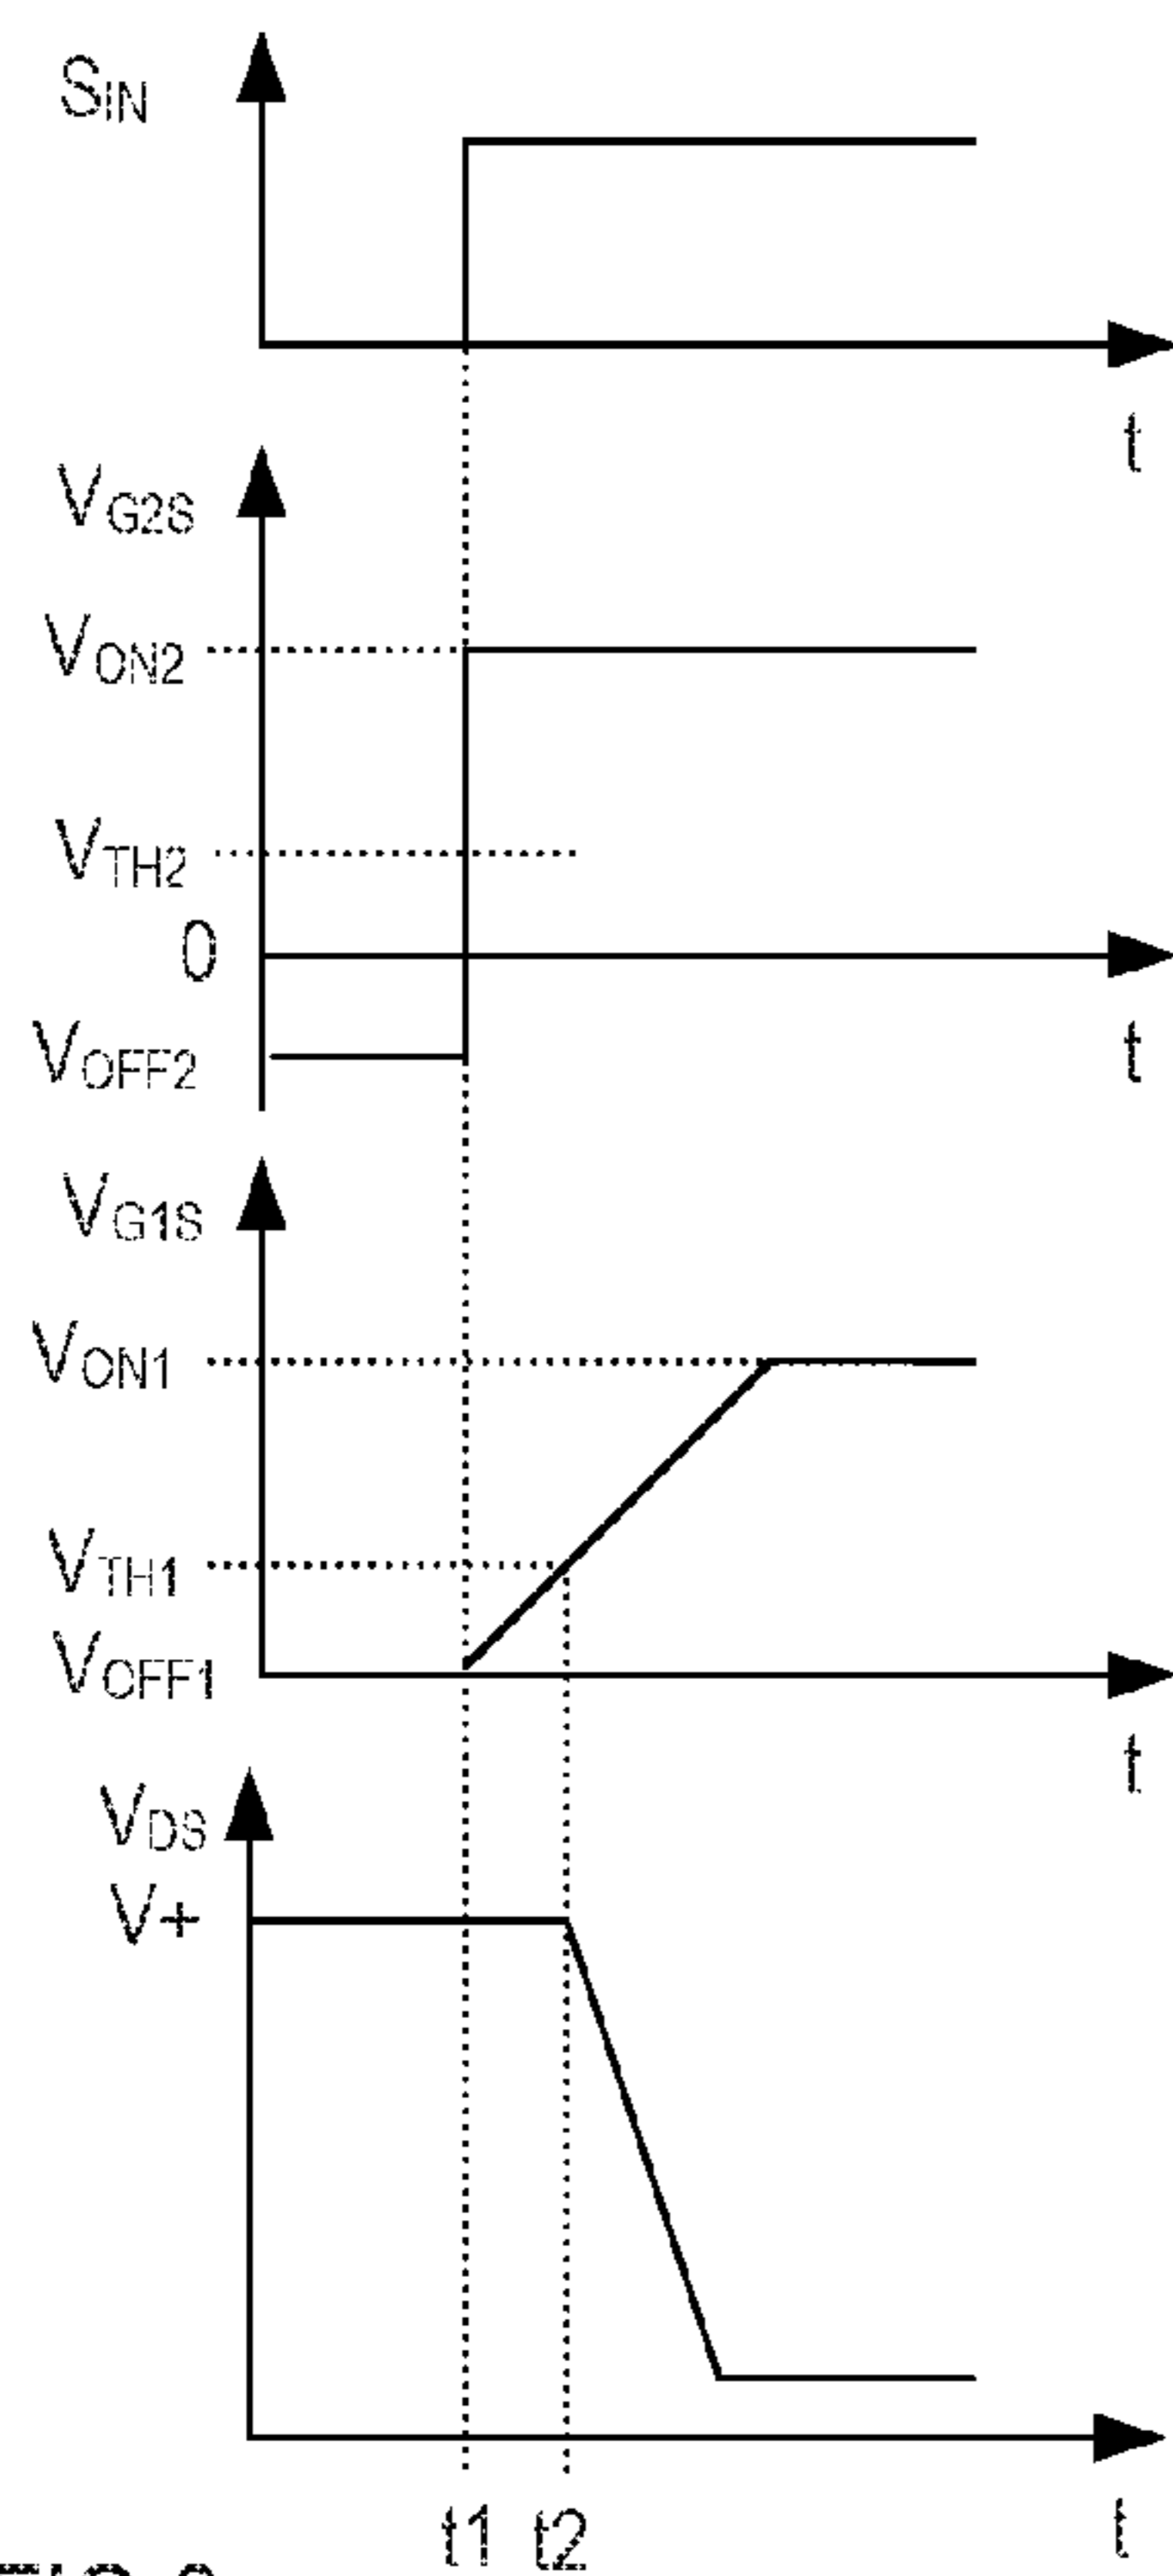 SIN
t
VG2S
VON2
VTH2
0
VOFF2
t
VG1S
VON1
VTH1
VOFF1
t
VDS
V+
t1 t2 t